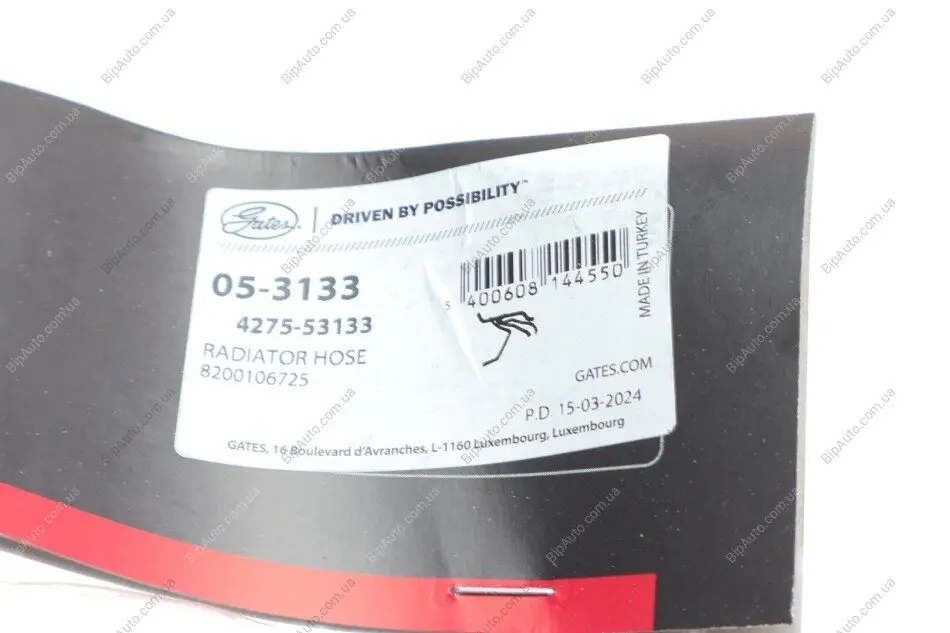 Gates | DRIVEN BY POSSIBILITY™
05-3133
4275-53133
RADIATOR HOSE
8200106725
5 400608 144550
MADE IN TURKEY
GATES.COM
P.D. 15-03-2024
GATES, 16 Boulevard d'Avranches, L-1160 Luxembourg, Luxembourg
BipAuto.com.ua